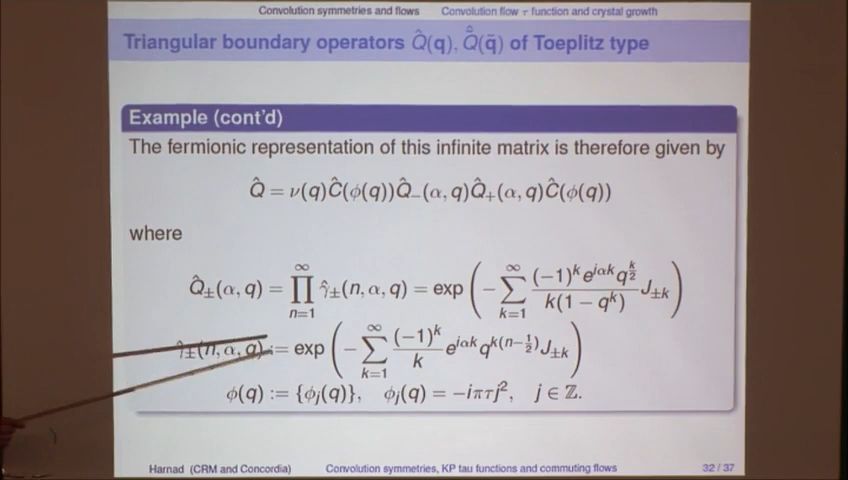 Convolution symmetries and flows Convolution flow τ function and crystal growth
Triangular boundary operators Q̂(q), Q̂̃(q̃) of Toeplitz type
Example (cont'd)
The fermionic representation of this infinite matrix is therefore given by
Q̂ = ν(q)Ĉ(φ(q))Q̂₋(α, q)Q̂₊(α, q)Ĉ(φ(q))
where
Q̂±(α, q) = ∏_{n=1}^{∞} γ̂±(n, α, q) = exp(−∑_{k=1}^{∞} (−1)^k e^{iαk} q^{k/2} / k(1 − q^k) J_{±k})
γ̂±(n, α, q) := exp(−∑_{k=1}^{∞} (−1)^k / k e^{iαk} q^{k(n−1/2)} J_{±k})
φ(q) := {φ_j(q)}, φ_j(q) = −iπτj², j ∈ ℤ.
Harnad (CRM and Concordia) Convolution symmetries, KP tau functions and commuting flows 32 / 37